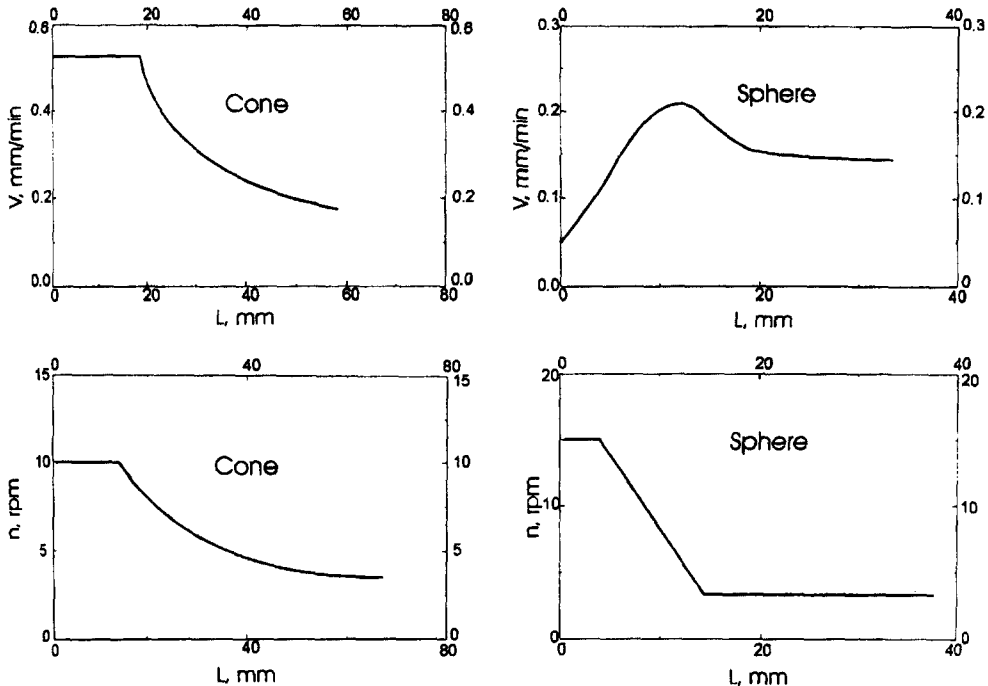 0 40 80
0.6 0.6
0.4 0.4
0.2 0.2
0.0 0.0
0 20 40 60 80
V, mm/min
Cone
L, mm
0 20 40
0.3 0.3
0.2 0.2
0.1 0.1
0.0 0
0 20 40
V, mm/min
Sphere
L, mm
0 40 80
15 15
10 10
5 5
0 0
0 20 40 60 80
n, rpm
Cone
L, mm
0 20 40
20 20
10 10
0 0
0 20 40
n, rpm
Sphere
L, mm